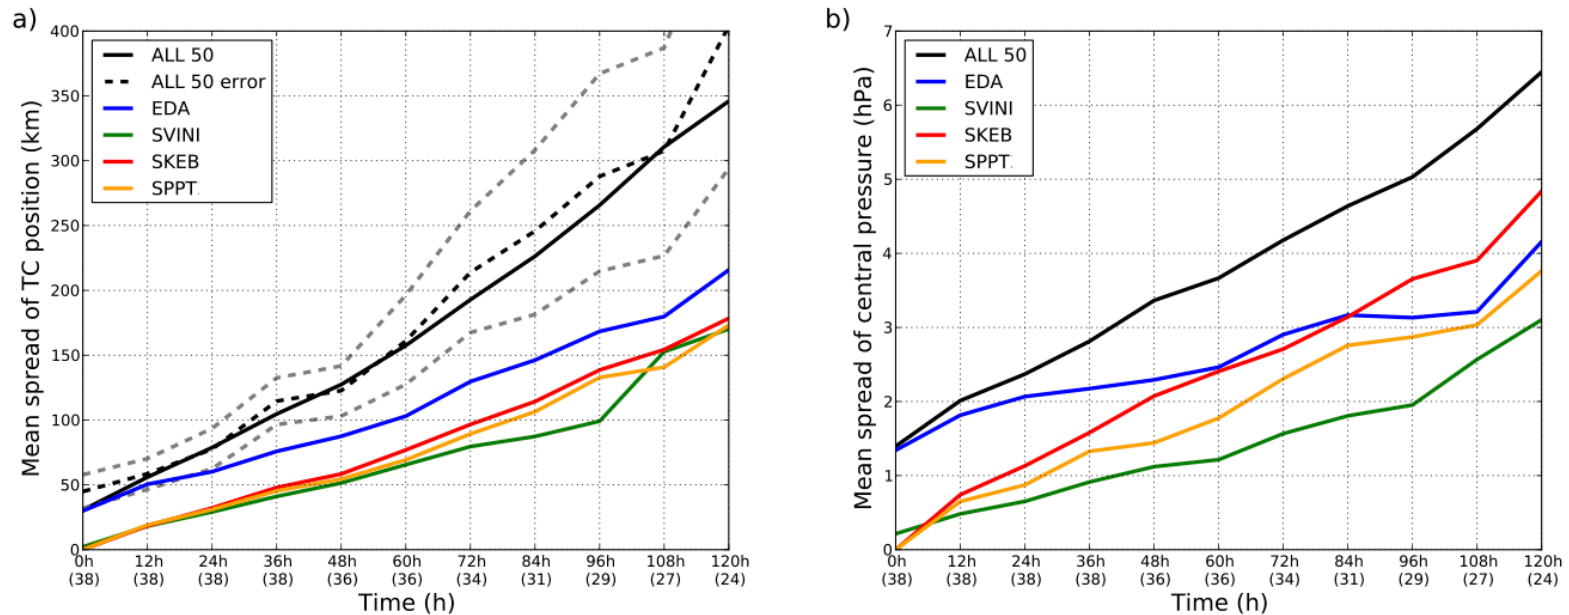 a)
400
350
300
250
200
150
100
50
0
Mean spread of TC position (km)
ALL 50
ALL 50 error
EDA
SVINI
SKEB
SPPT
0h 12h 24h 36h 48h 60h 72h 84h 96h 108h 120h
(38) (38) (38) (38) (36) (36) (34) (31) (29) (27) (24)
Time (h)
b)
7
6
5
4
3
2
1
0
Mean spread of central pressure (hPa)
ALL 50
EDA
SVINI
SKEB
SPPT
0h 12h 24h 36h 48h 60h 72h 84h 96h 108h 120h
(38) (38) (38) (38) (36) (36) (34) (31) (29) (27) (24)
Time (h)